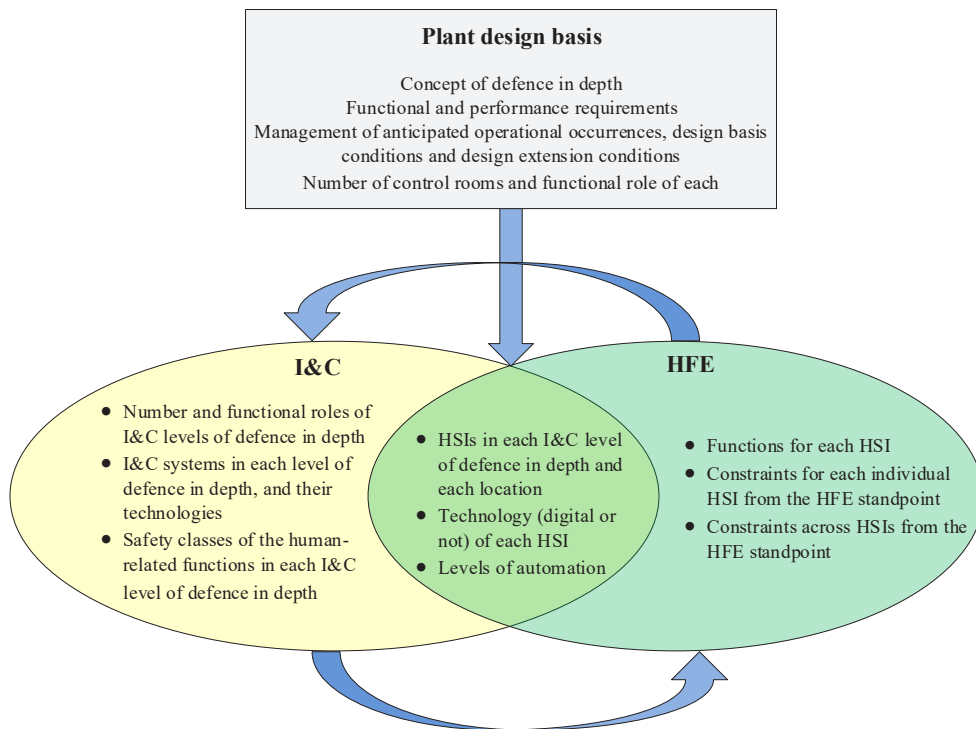 Plant design basis
Concept of defence in depth
Functional and performance requirements
Management of anticipated operational occurrences, design basis
conditions and design extension conditions
Number of control rooms and functional role of each
I&C
● Number and functional roles of
I&C levels of defence in depth
● I&C systems in each level of
defence in depth, and their
technologies
● Safety classes of the human-
related functions in each I&C
level of defence in depth
● HSIs in each I&C level
of defence in depth and
each location
● Technology (digital or
not) of each HSI
● Levels of automation
HFE
● Functions for each HSI
● Constraints for each individual
HSI from the HFE standpoint
● Constraints across HSIs from the
HFE standpoint